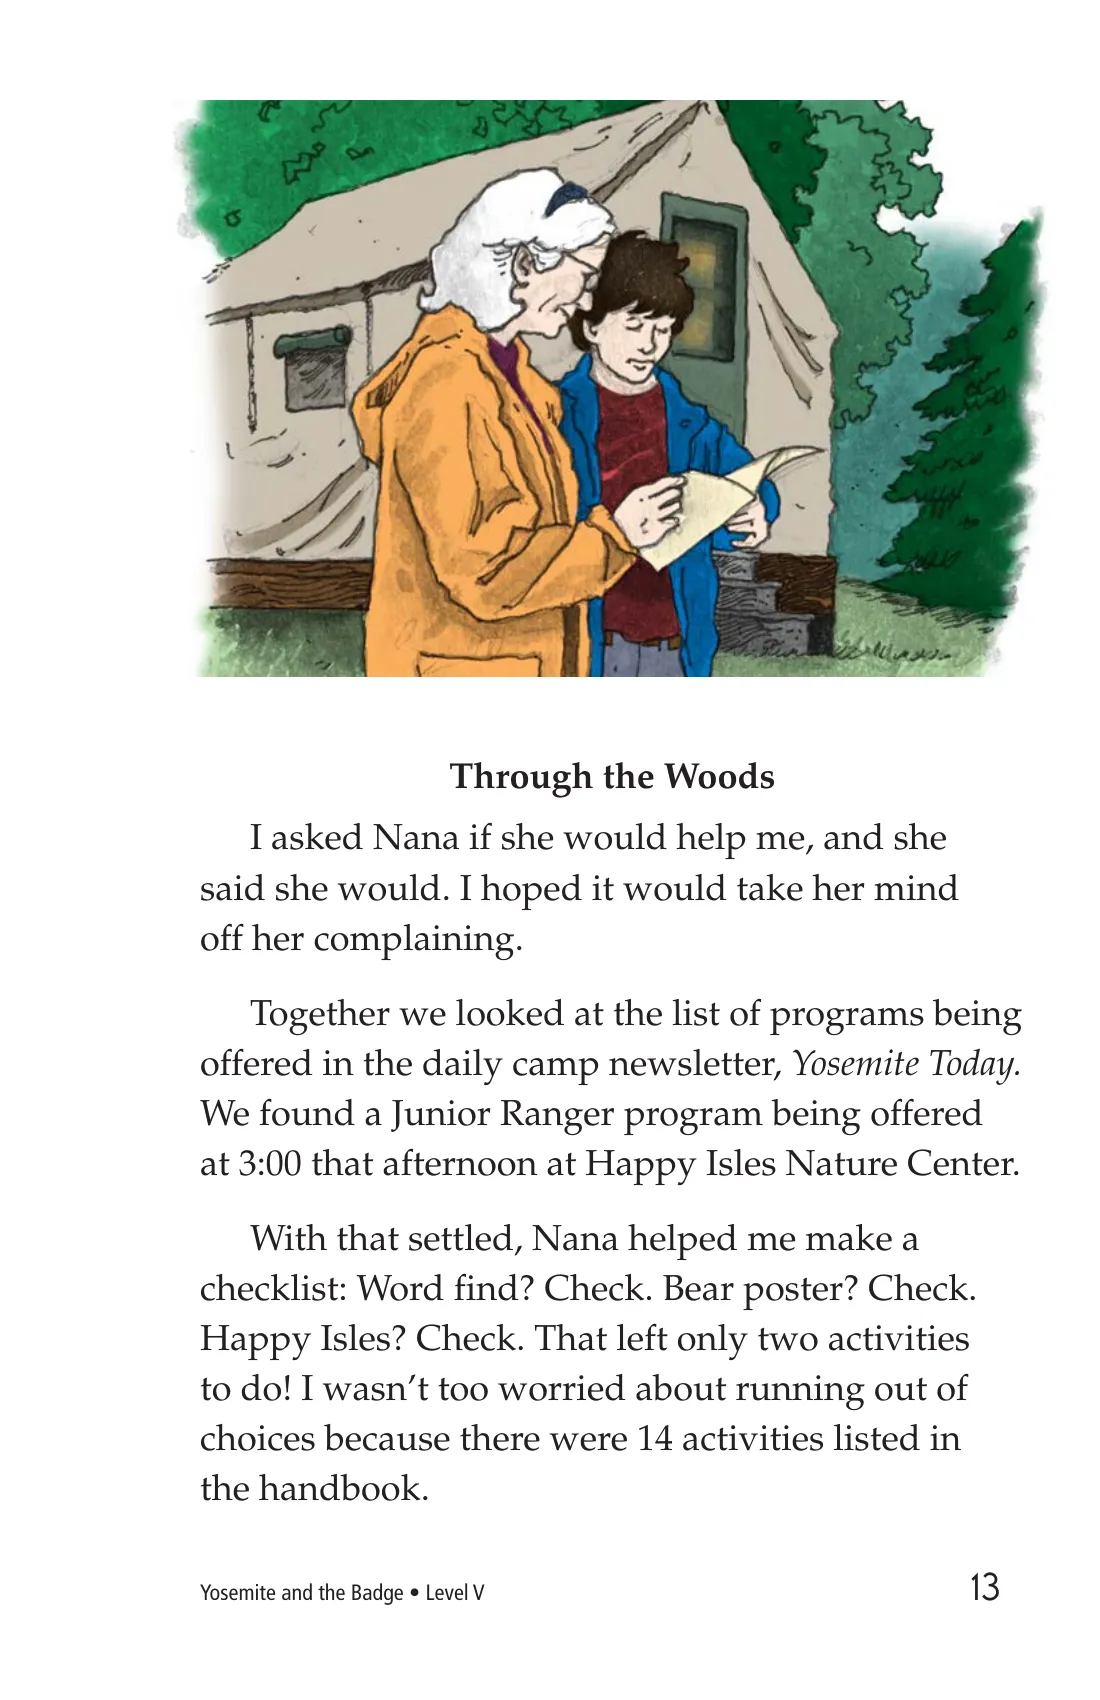 Through the Woods
I asked Nana if she would help me, and she
said she would. I hoped it would take her mind
off her complaining.
Together we looked at the list of programs being
offered in the daily camp newsletter, Yosemite Today.
We found a Junior Ranger program being offered
at 3:00 that afternoon at Happy Isles Nature Center.
With that settled, Nana helped me make a
checklist: Word find? Check. Bear poster? Check.
Happy Isles? Check. That left only two activities
to do! I wasn’t too worried about running out of
choices because there were 14 activities listed in
the handbook.
Yosemite and the Badge • Level V 13